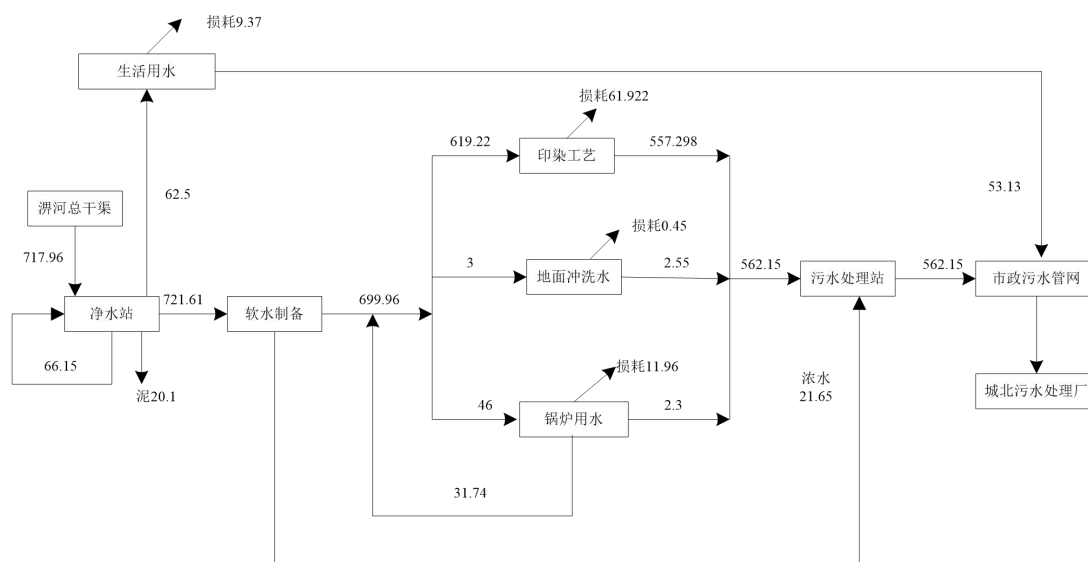 损耗9.37
生活用水
损耗61.922
619.22
印染工艺
557.298
淠河总干渠
62.5
53.13
损耗0.45
717.96
3
地面冲洗水
2.55
562.15
污水处理站
562.15
市政污水管网
净水站
721.61
软水制备
699.96
66.15
泥20.1
损耗11.96
46
锅炉用水
2.3
浓水
21.65
城北污水处理厂
31.74